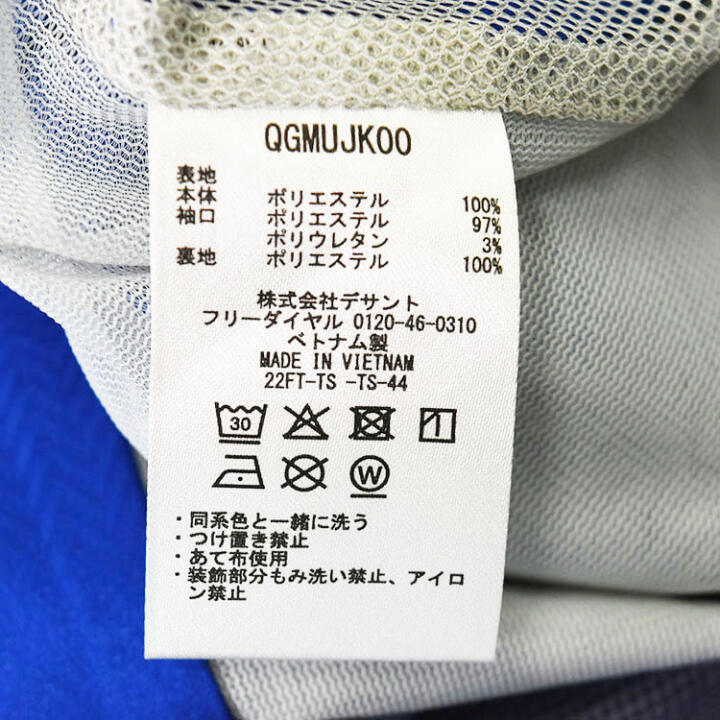 QGMUJK00
表地
本体 ポリエステル 100%
袖口 ポリエステル 97%
ポリウレタン 3%
裏地 ポリエステル 100%
株式会社デサント
フリーダイヤル 0120-46-0310
ベトナム製
MADE IN VIETNAM
22FT-TS -TS-44
30
W
・同系色と一緒に洗う
・つけ置き禁止
・あて布使用
・装飾部分もみ洗い禁止、アイロ
ン禁止